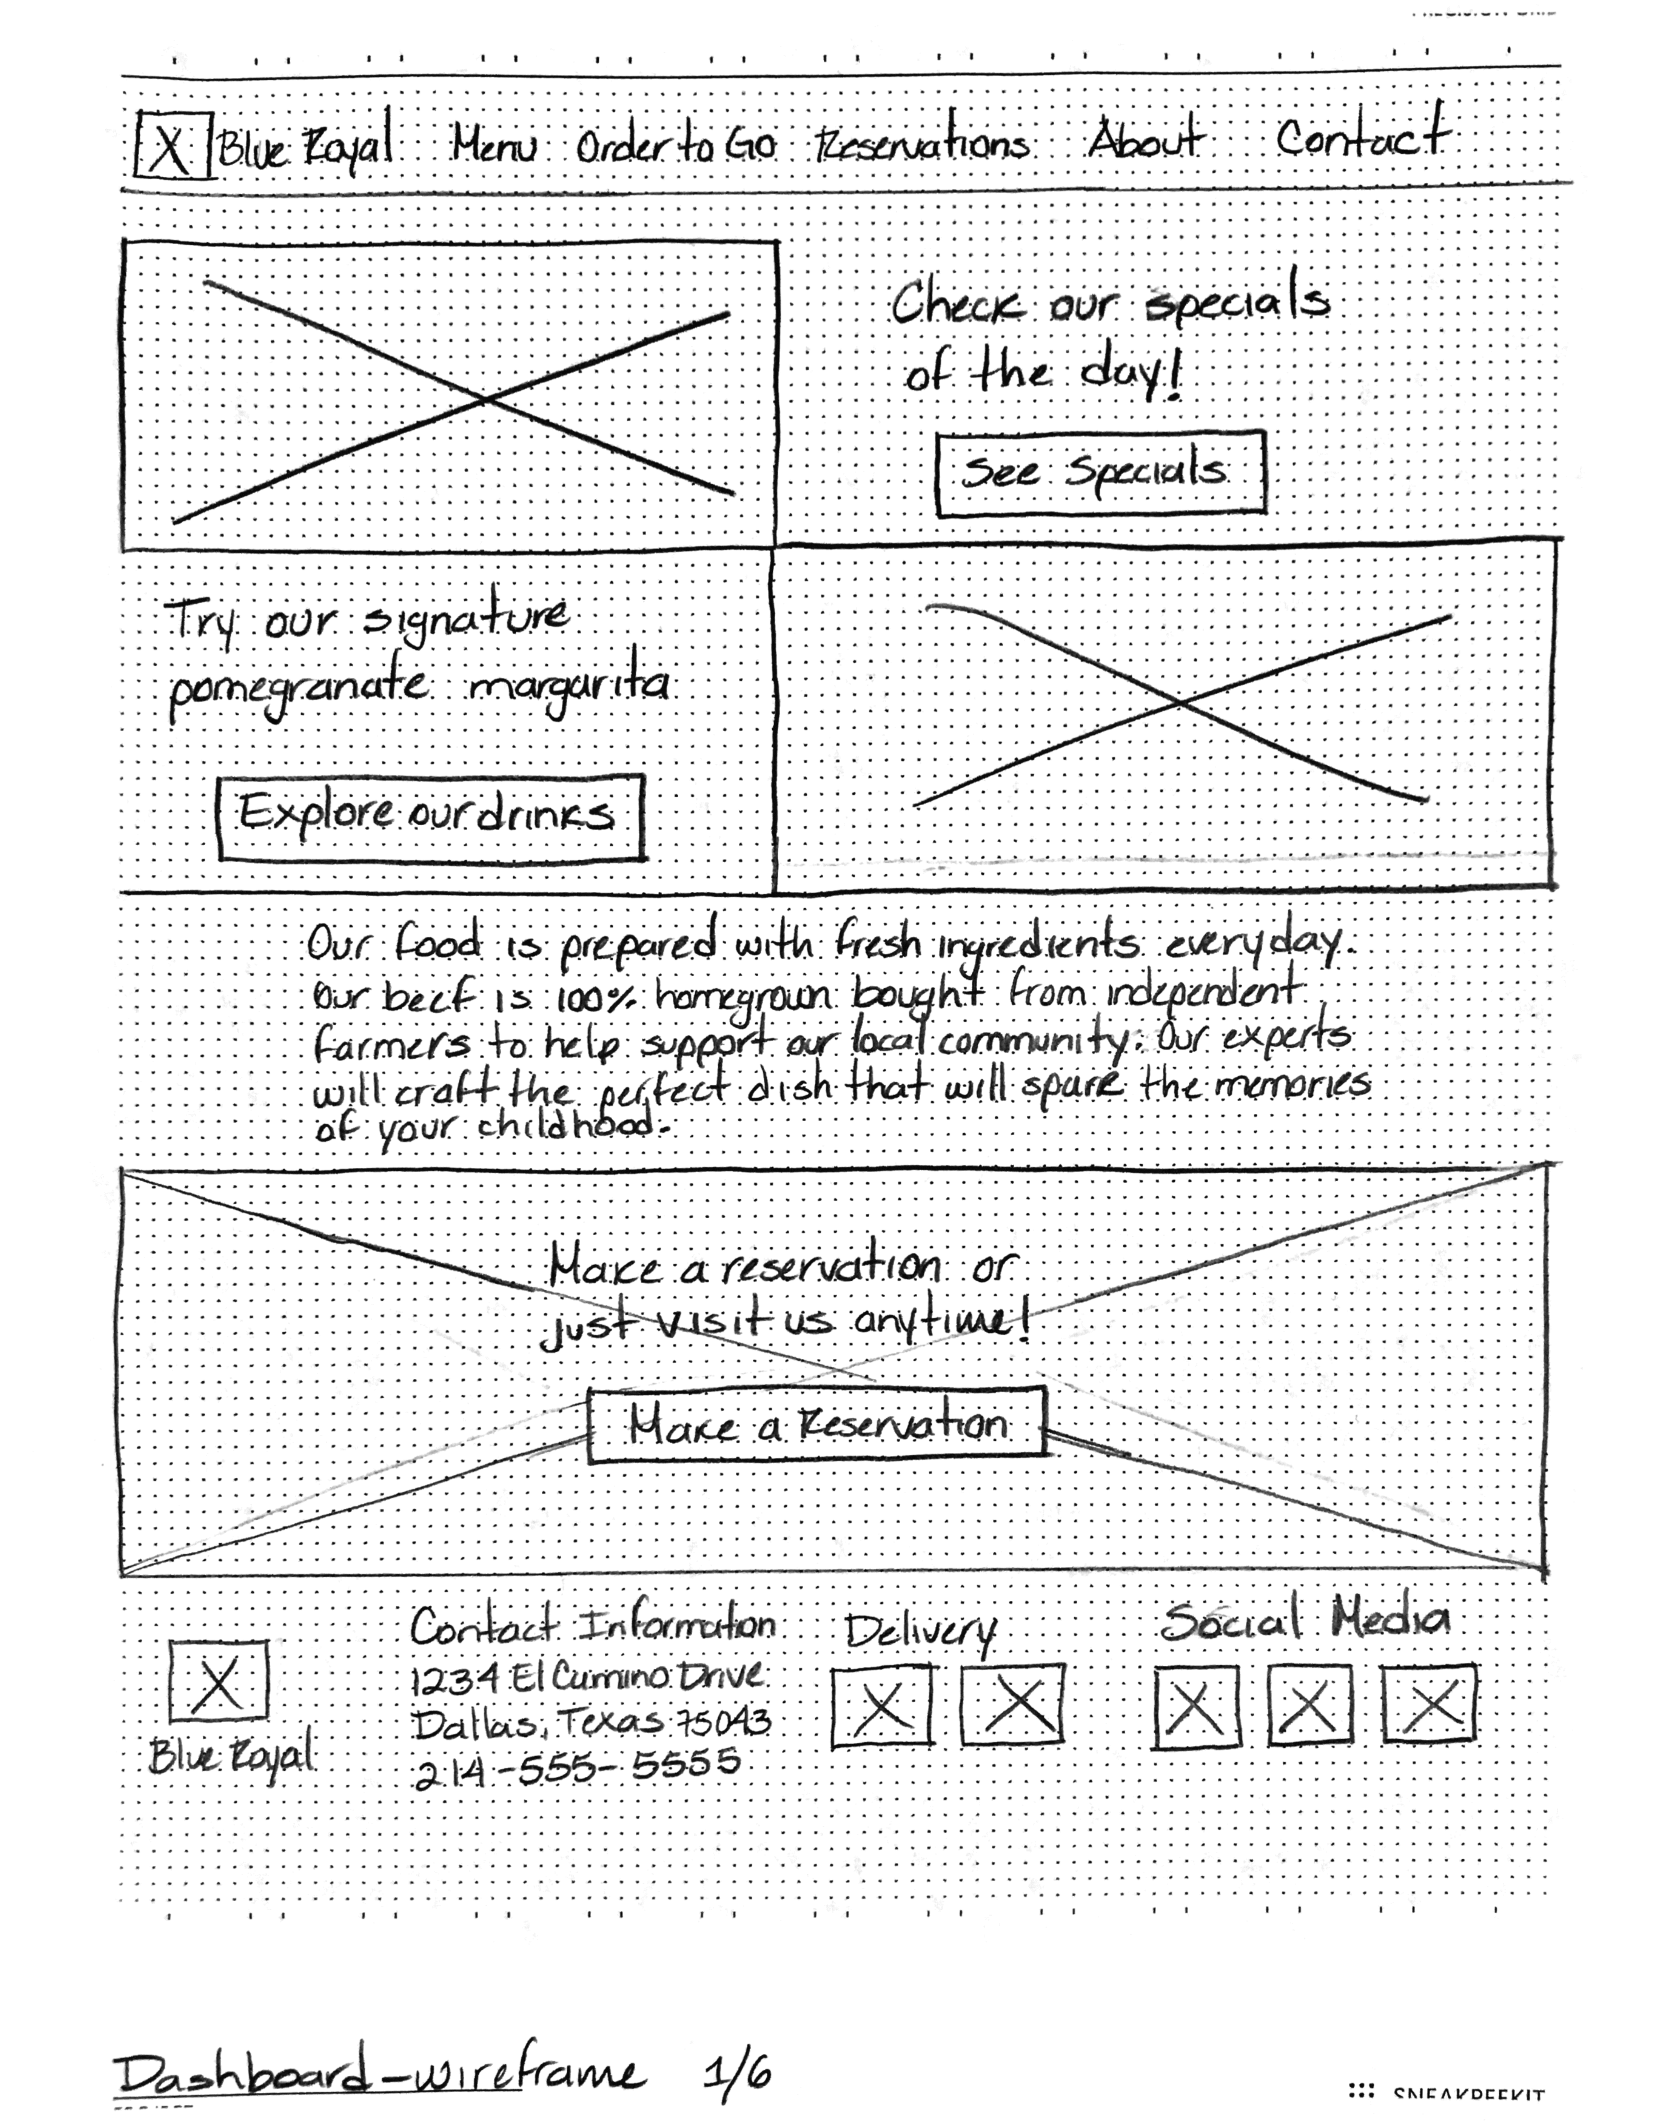 Blue Royal Menu Order to Go Reservations About Contact
Check our specials
of the day!
See Specials
Try our signature
pomegranate margarita
Explore our drinks
Our food is prepared with fresh ingredients everyday.
Our beef is 100% homegrown bought from independent
farmers to help support our local community. Our experts
will craft the perfect dish that will spark the memories
of your childhood.
Make a reservation or
just visit us anytime!
Make a Reservation
Blue Royal
Contact Information
1234 El Camino Drive
Dallas, Texas 75043
214-555-5555
Delivery
Social Media
Dashboard-wireframe 1/6
SNEAKPEEKIT